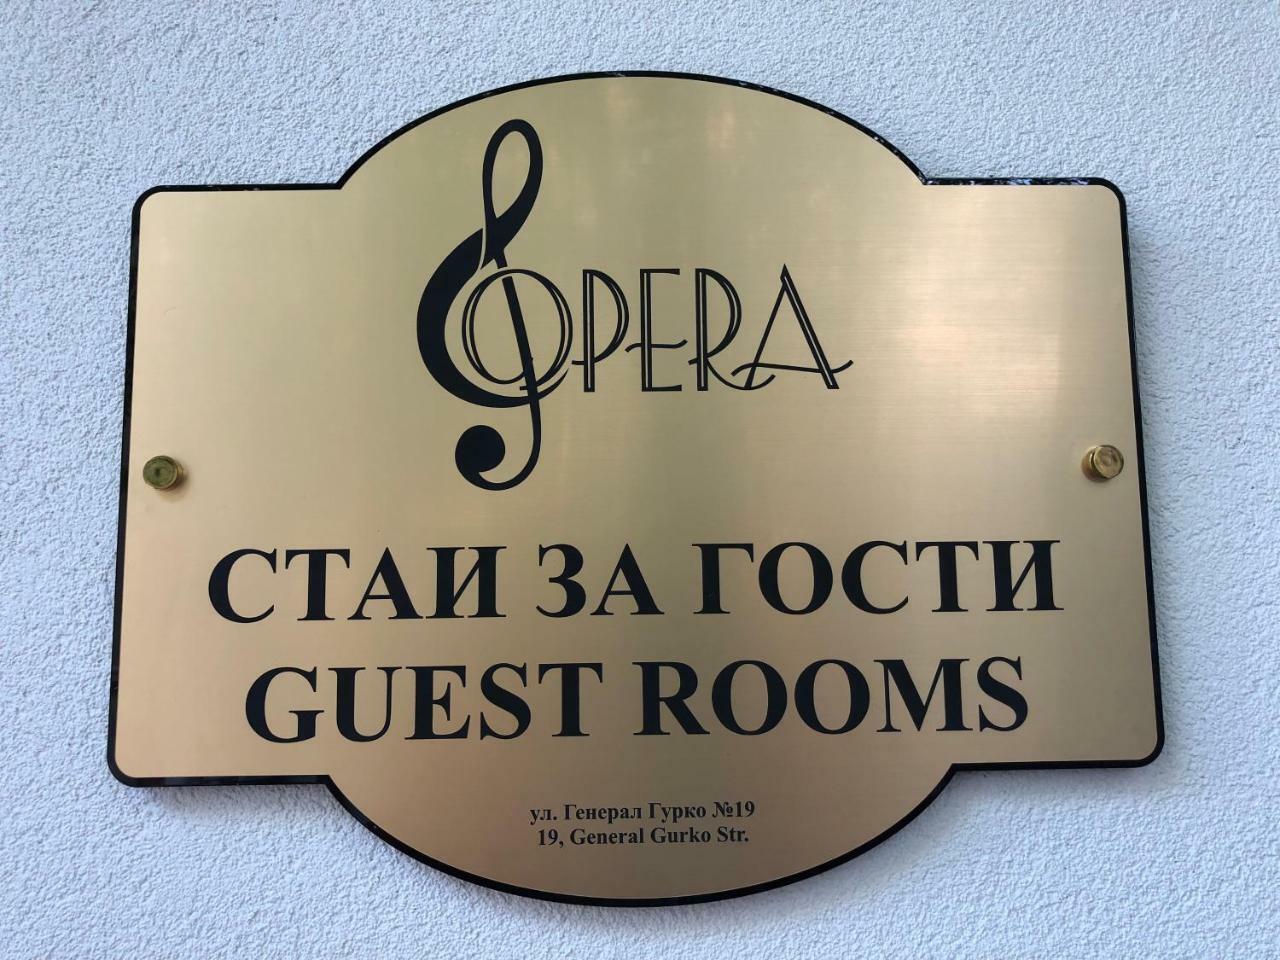 OPERA
СТАИ ЗА ГОСТИ
GUEST ROOMS
ул. Генерал Гурко №19
19, General Gurko Str.